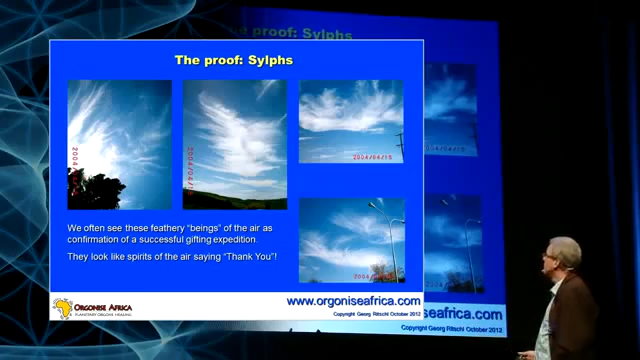 The proof: Sylphs
2004/04/15
We often see these feathery “beings” of the air as
confirmation of a successful gifting expedition.
They look like spirits of the air saying “Thank You”!
ORGONISE AFRICA
PLANETARY ORGONE HEALING
www.orgoniseafrica.com
Copyright Georg Ritschl October 2012
The proof: Sylphs
iseafrica.com
Copyright Georg Ritschl October 2012